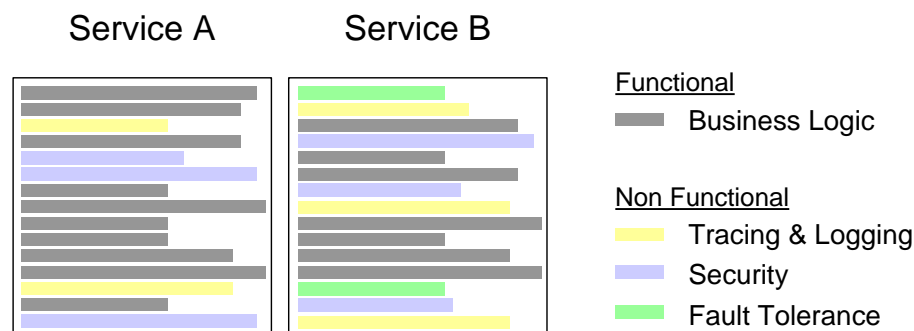 Service A
Service B
Functional
Business Logic
Non Functional
Tracing & Logging
Security
Fault Tolerance